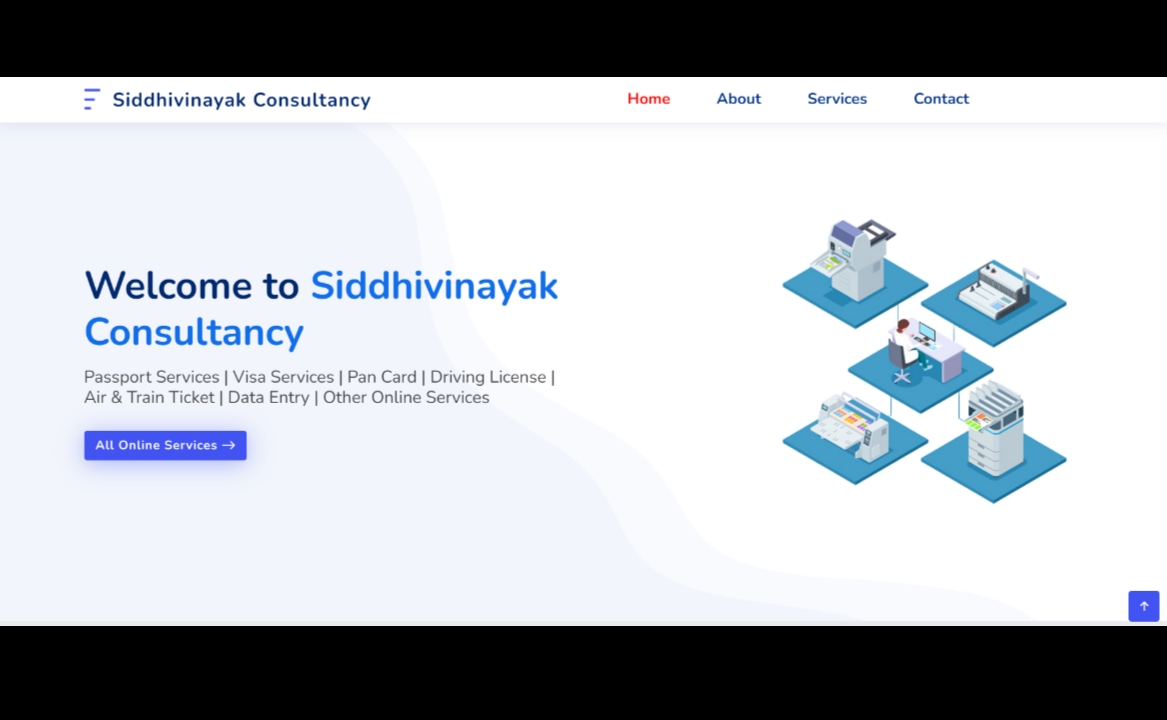 Siddhivinayak Consultancy
Home
About
Services
Contact
Welcome to Siddhivinayak
Consultancy
Passport Services | Visa Services | Pan Card | Driving License |
Air & Train Ticket | Data Entry | Other Online Services
All Online Services →